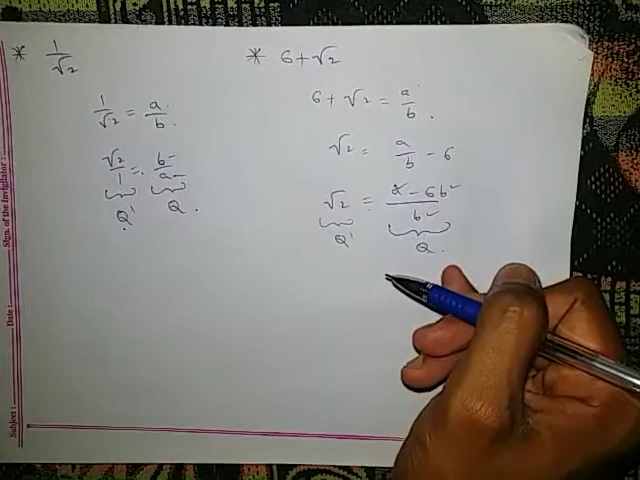 * 1/√2
1/√2 = a/b.
√2/1 = b/a
Q' Q.
* 6+√2
6+√2 = a/b.
√2 = a/b - 6
√2 = a - 6b/b
Q' Q.
Sign. of the Invigilator :
Date :
Subject :